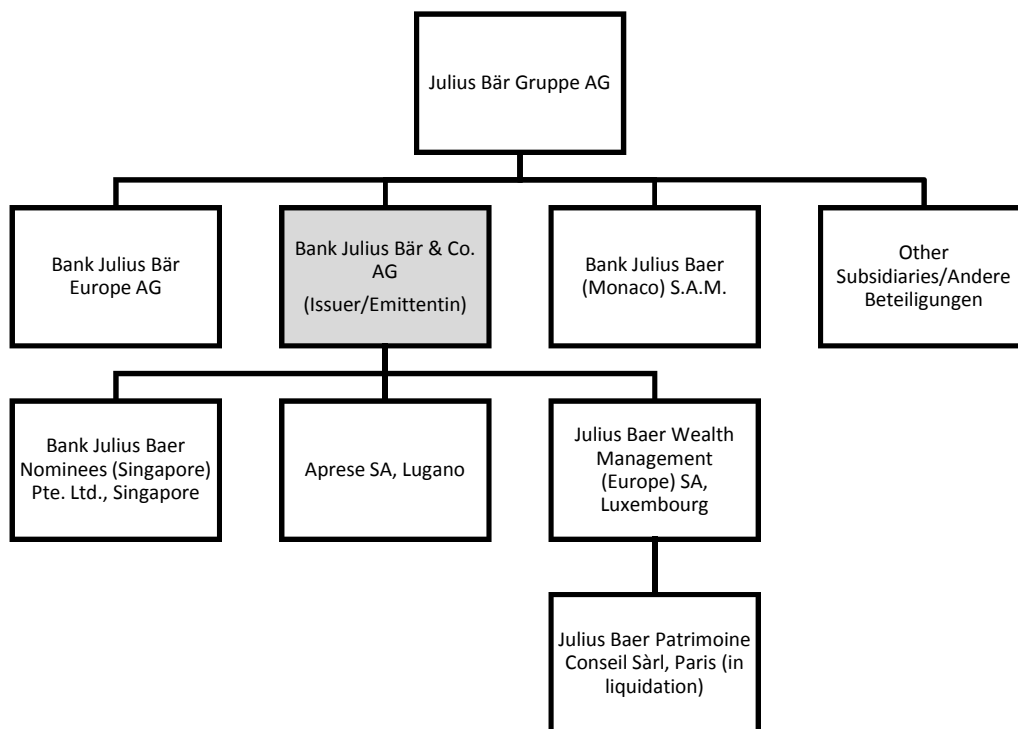 Julius Bär Gruppe AG
Bank Julius Bär
Europe AG
Bank Julius Bär & Co.
AG
(Issuer/Emittentin)
Bank Julius Baer
(Monaco) S.A.M.
Other
Subsidiaries/Andere
Beteiligungen
Bank Julius Baer
Nominees (Singapore)
Pte. Ltd., Singapore
Aprese SA, Lugano
Julius Baer Wealth
Management
(Europe) SA,
Luxembourg
Julius Baer Patrimoine
Conseil Sàrl, Paris (in
liquidation)